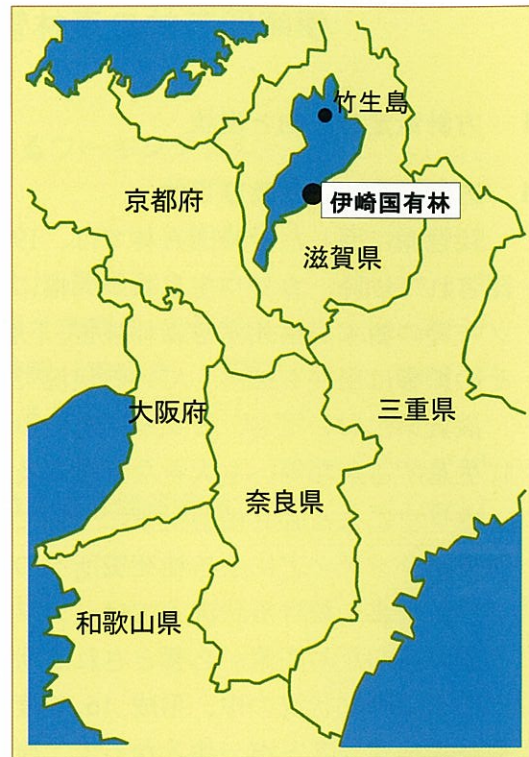 竹生島
京都府
伊崎国有林
滋賀県
大阪府
三重県
奈良県
和歌山県